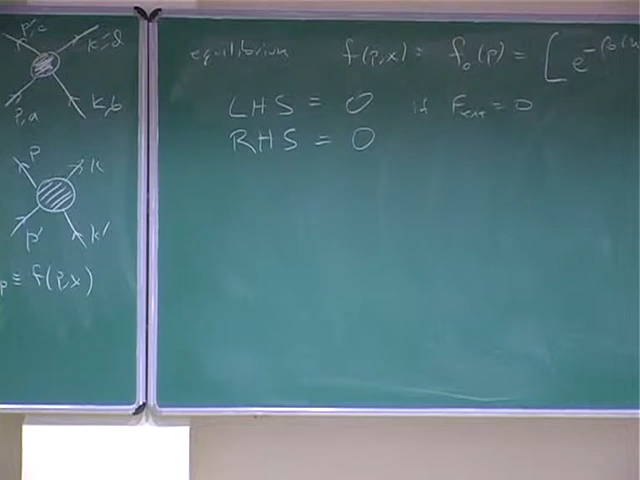 p',c
k',d
p,a
k,b
p
k
p'
k'
p ≡ f(p,x)
equilibrium f(p,x) = f₀(p) = [e^{-β
LHS = 0 if F_ext = 0
RHS = 0